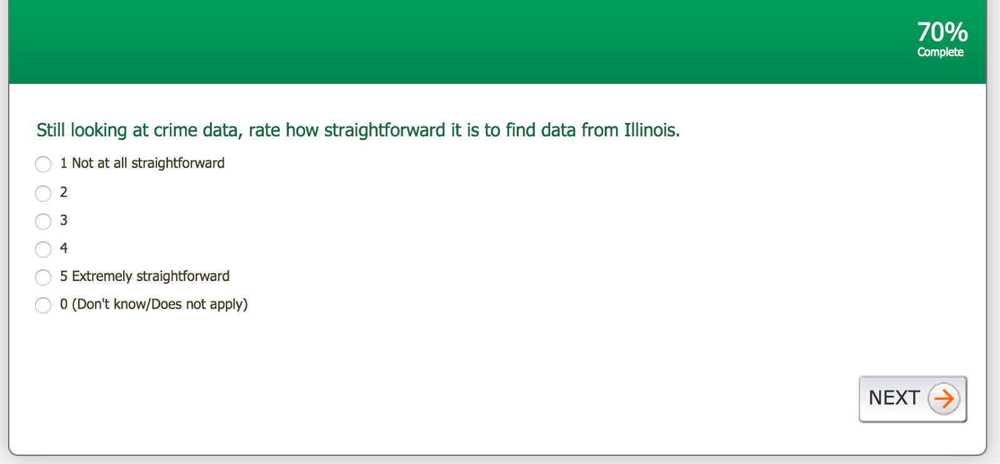 70%
Complete
Still looking at crime data, rate how straightforward it is to find data from Illinois.
1 Not at all straightforward
2
3
4
5 Extremely straightforward
0 (Don't know/Does not apply)
NEXT